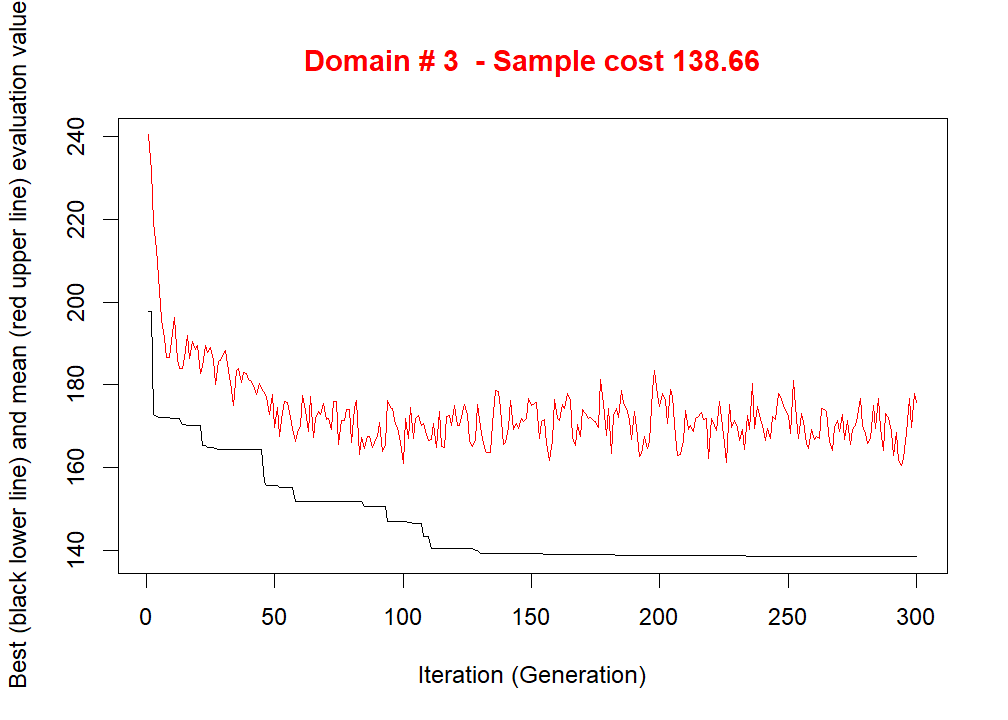 Domain # 3  - Sample cost 138.66
Best (black lower line) and mean (red upper line) evaluation value
240
220
200
180
160
140
0 50 100 150 200 250 300
Iteration (Generation)